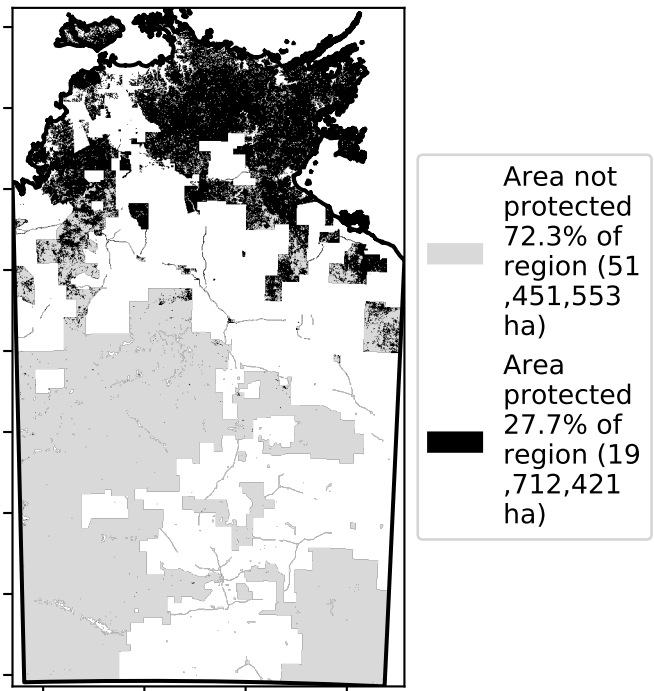 Area not
protected
72.3% of
region (51
,451,553
ha)
Area
protected
27.7% of
region (19
,712,421
ha)